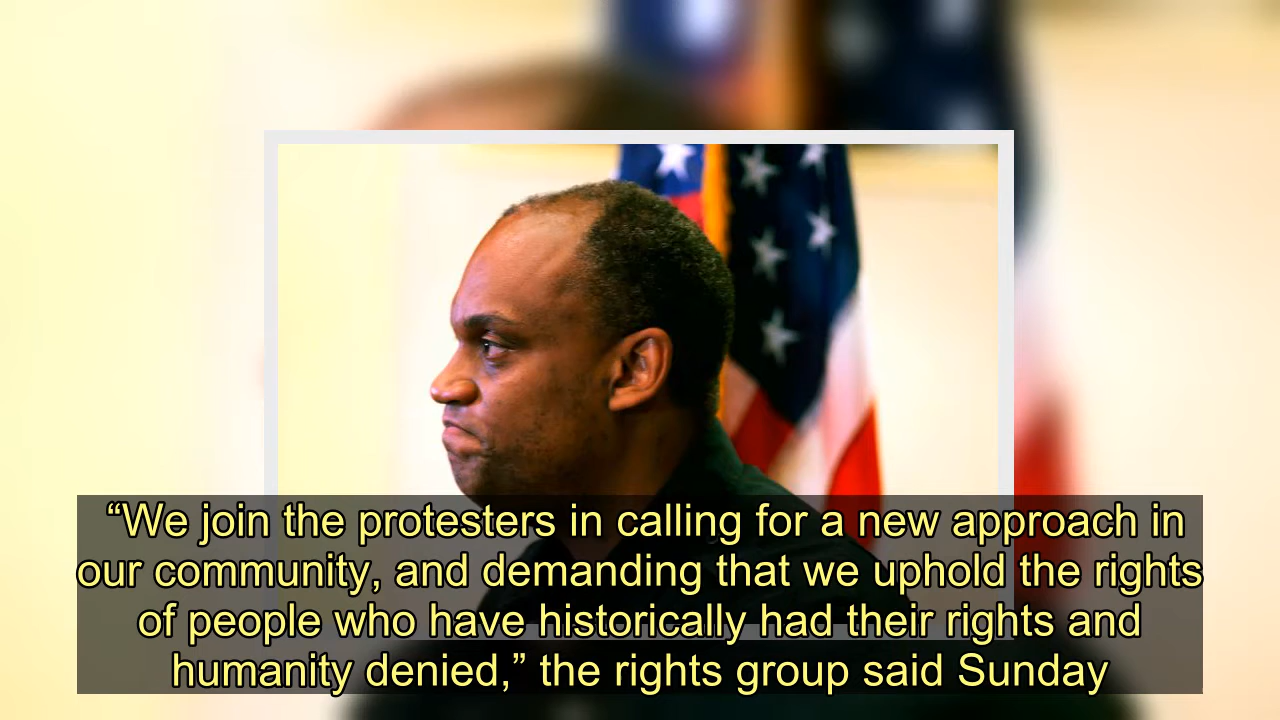 “We join the protesters in calling for a new approach in
our community, and demanding that we uphold the rights
of people who have historically had their rights and
humanity denied,” the rights group said Sunday